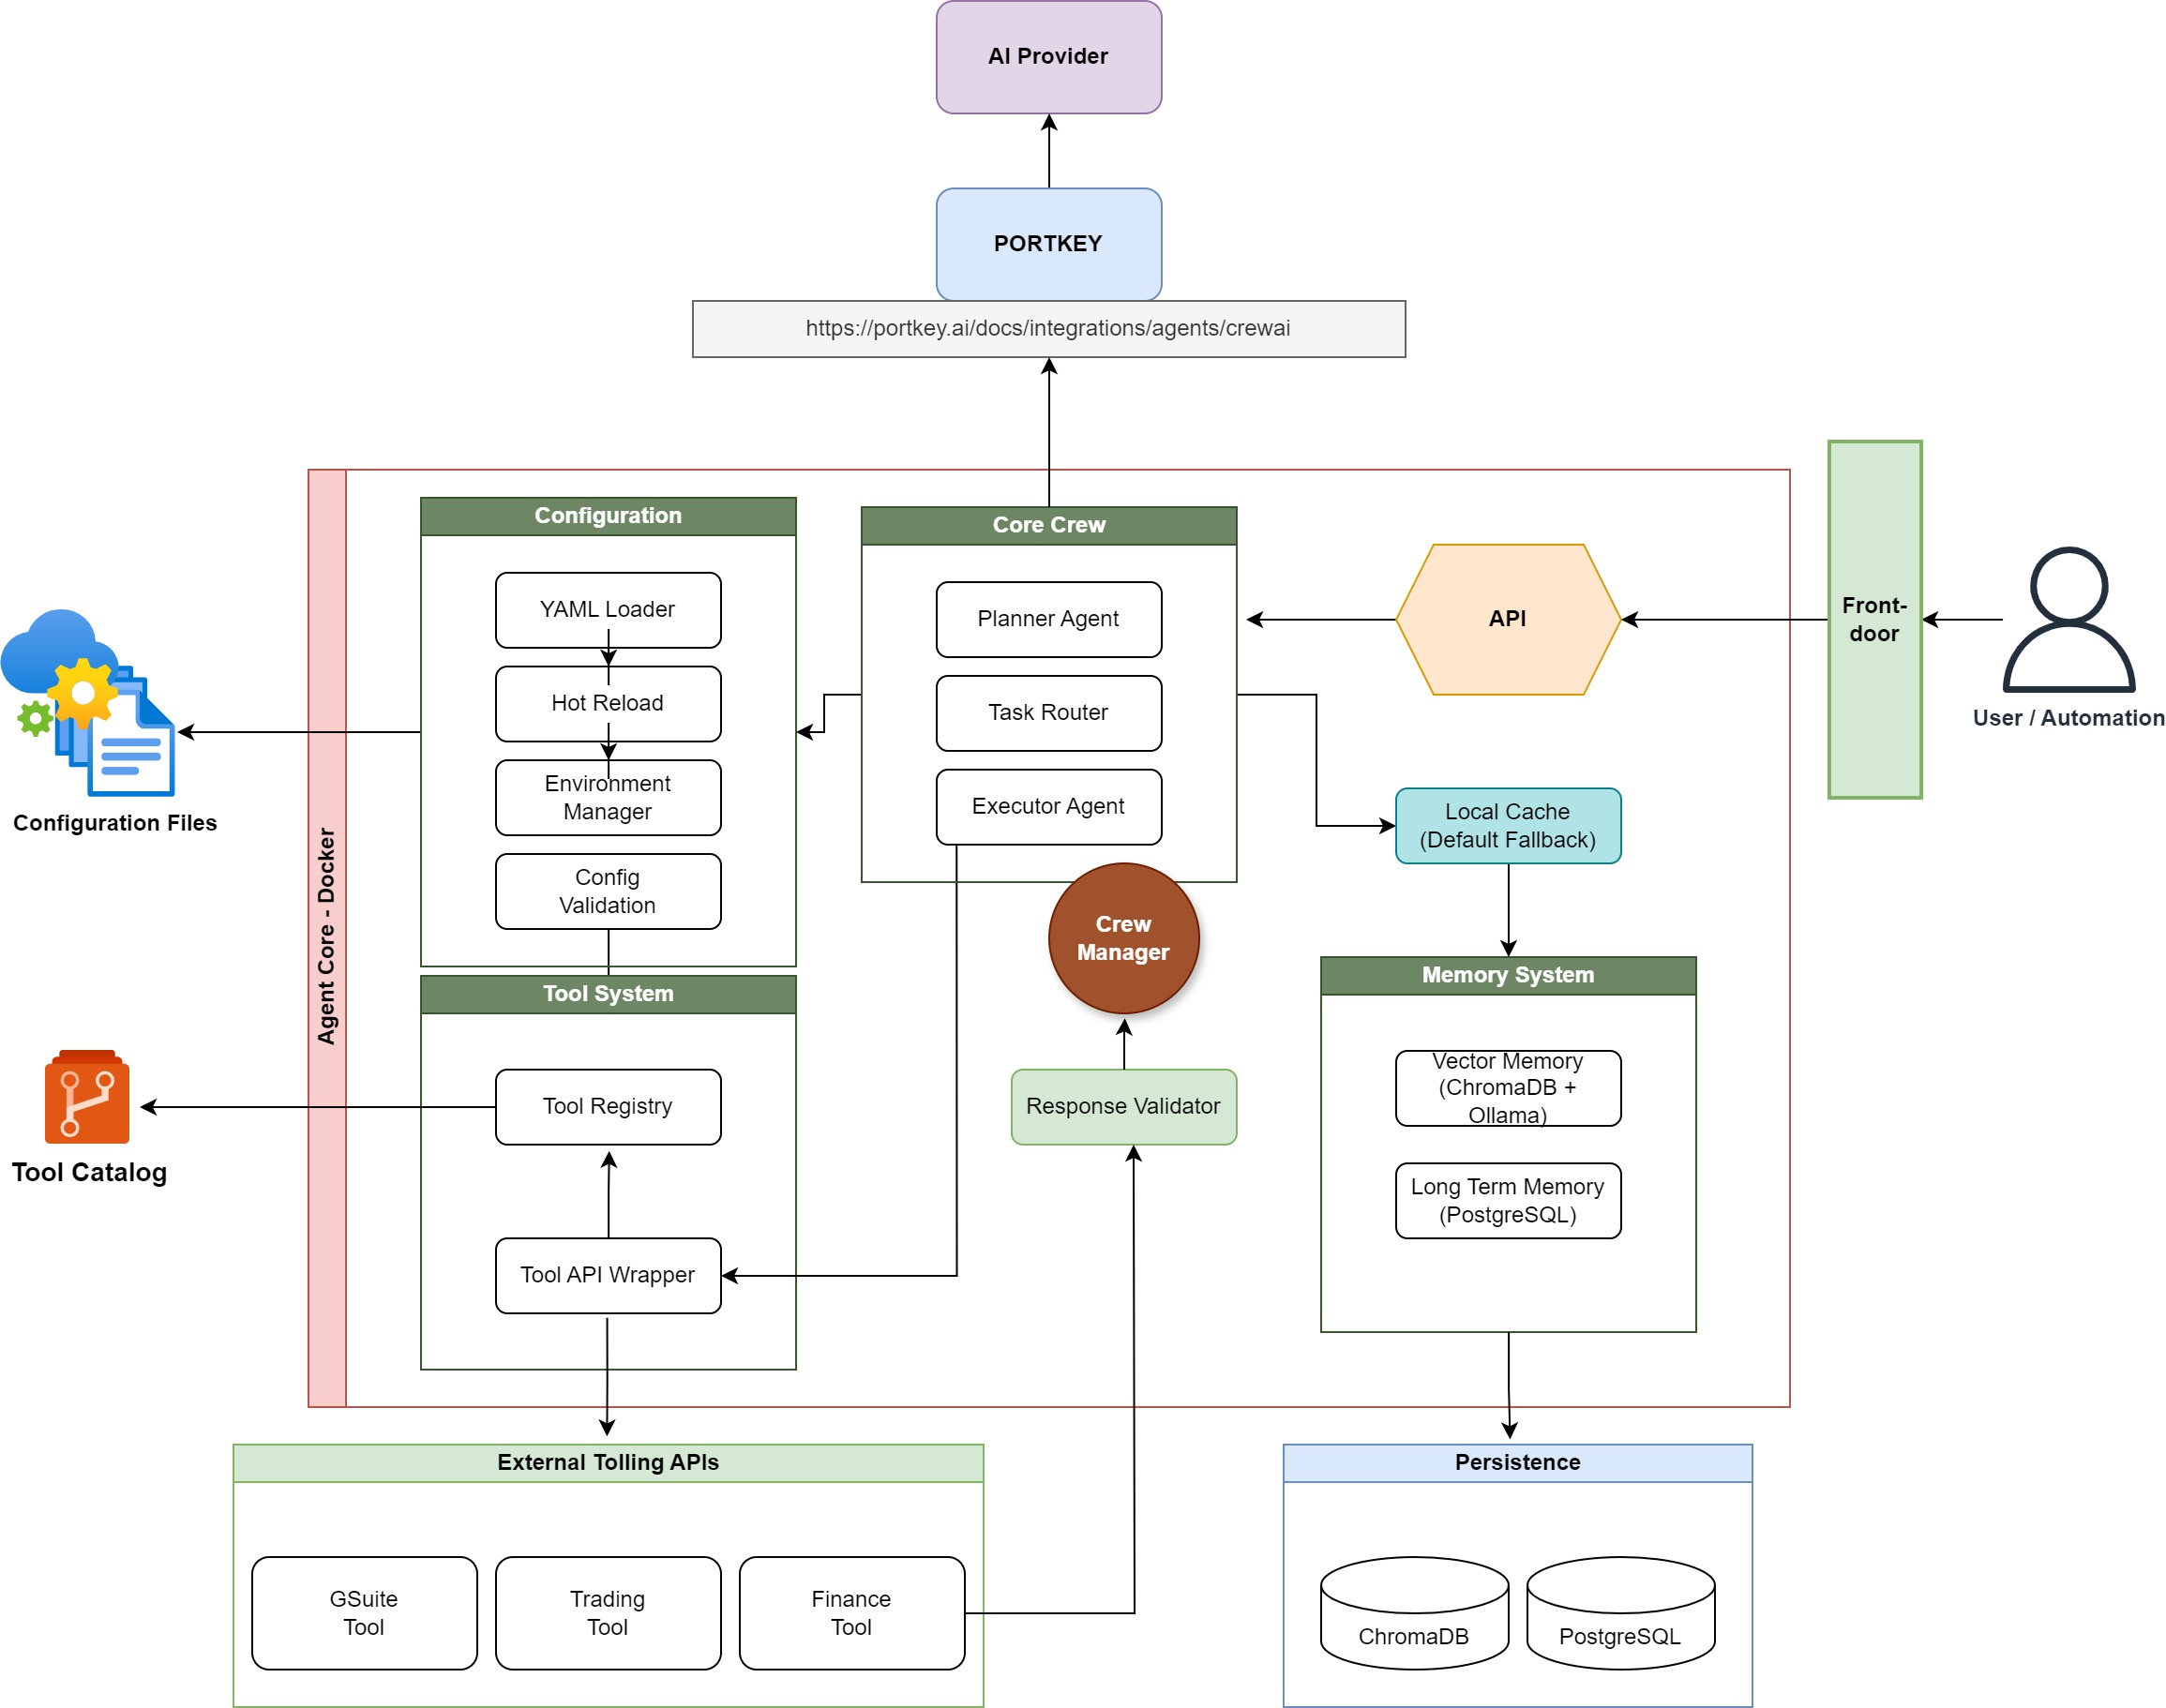 AI Provider
PORTKEY
https://portkey.ai/docs/integrations/agents/crewai
Agent Core - Docker
Configuration
YAML Loader
Hot Reload
Environment
Manager
Config
Validation
Core Crew
Planner Agent
Task Router
Executor Agent
Crew
Manager
API
Front-
door
User / Automation
Local Cache
(Default Fallback)
Configuration Files
Tool System
Tool Registry
Tool API Wrapper
Tool Catalog
Response Validator
Memory System
Vector Memory
(ChromaDB +
Ollama)
Long Term Memory
(PostgreSQL)
External Tolling APIs
GSuite
Tool
Trading
Tool
Finance
Tool
Persistence
ChromaDB
PostgreSQL